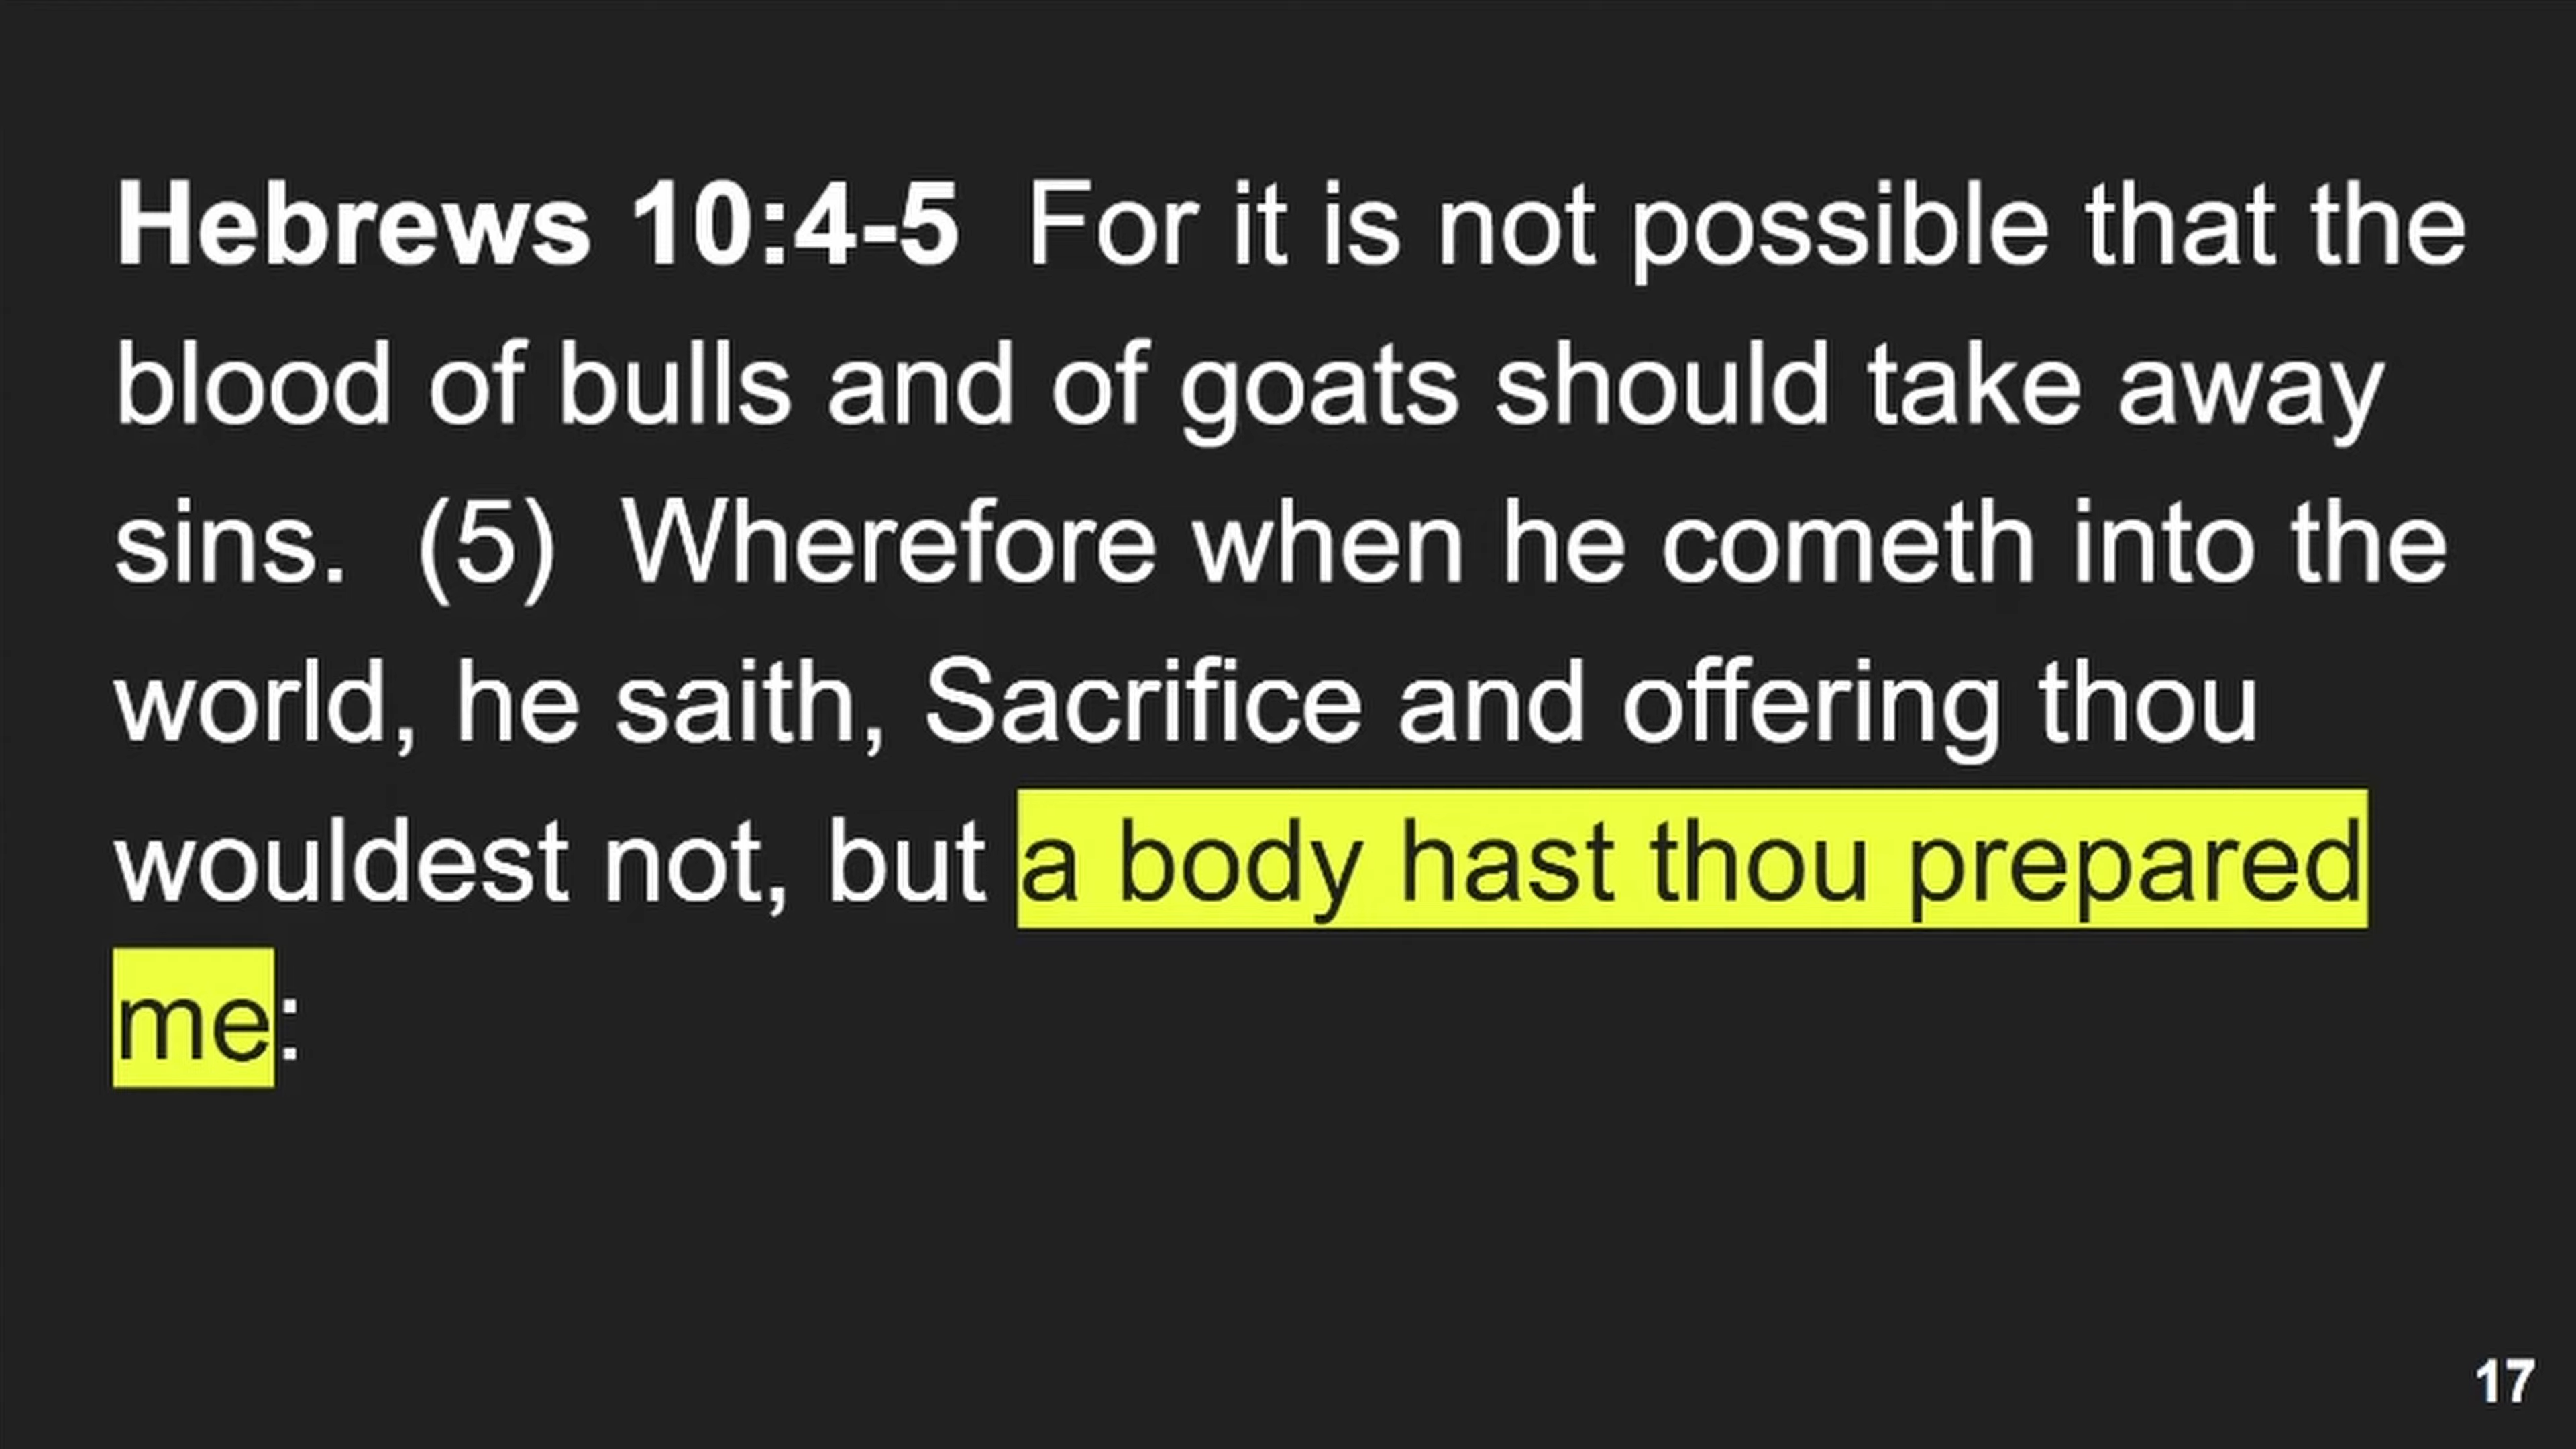 Hebrews 10:4-5  For it is not possible that the
blood of bulls and of goats should take away
sins.  (5)  Wherefore when he cometh into the
world, he saith, Sacrifice and offering thou
wouldest not, but a body hast thou prepared
me:
17